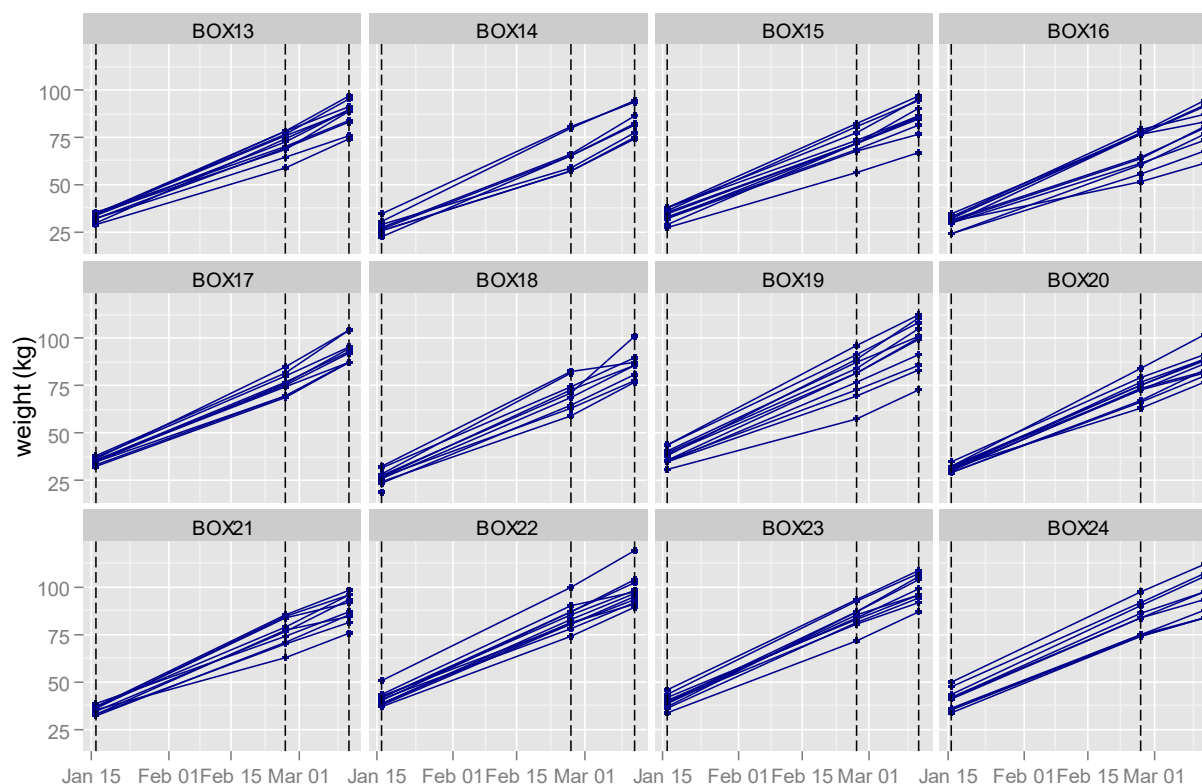 BOX13 BOX14 BOX15 BOX16
100
75
50
25
BOX17 BOX18 BOX19 BOX20
weight (kg)
100
75
50
25
BOX21 BOX22 BOX23 BOX24
100
75
50
25
Jan 15 Feb 01 Feb 15 Mar 01 Jan 15 Feb 01 Feb 15 Mar 01 Jan 15 Feb 01 Feb 15 Mar 01 Jan 15 Feb 01 Feb 15 Mar 01